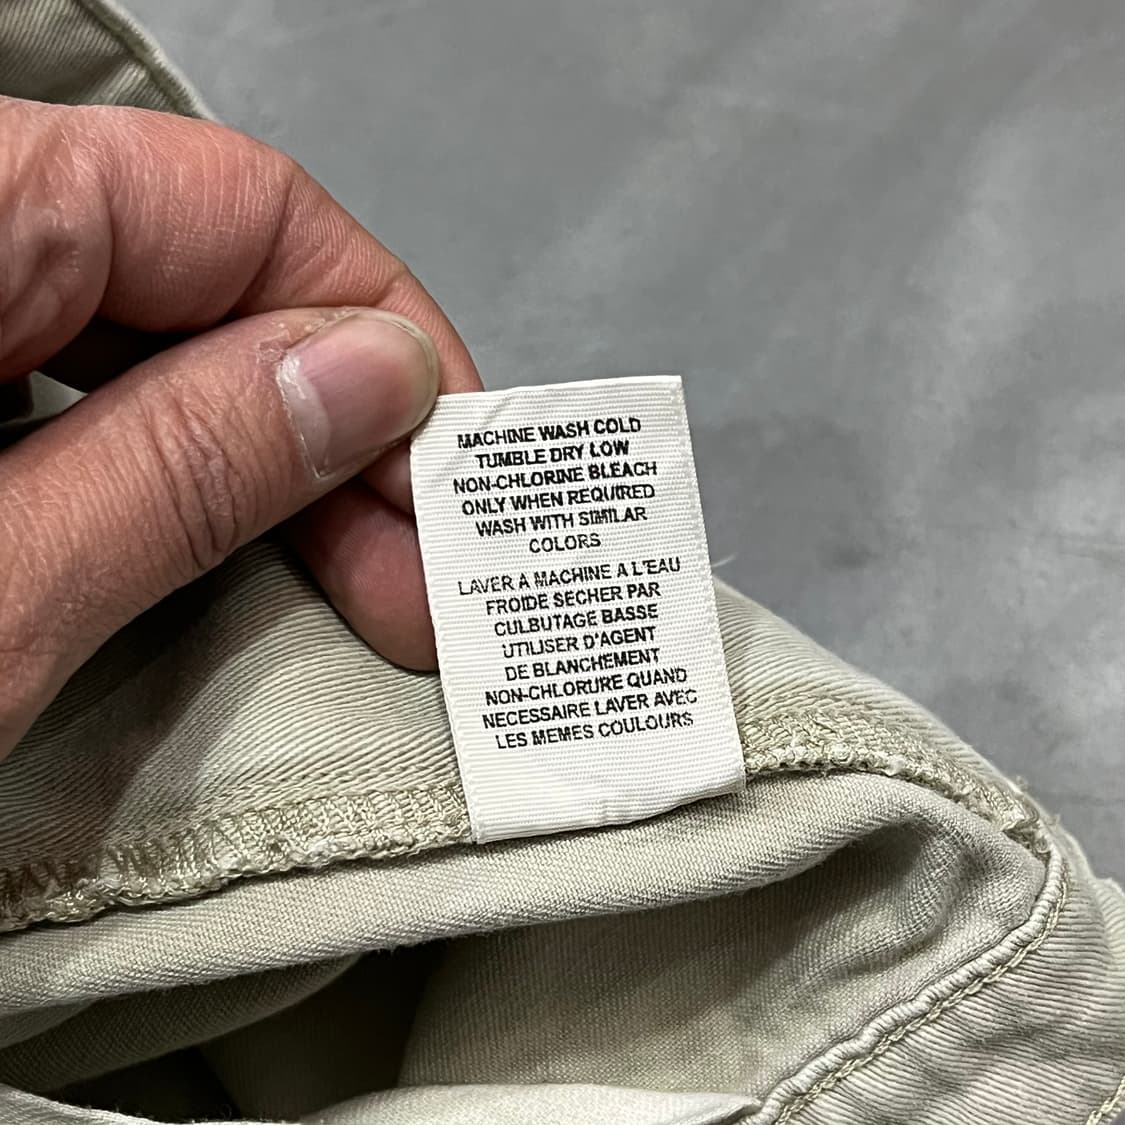 MACHINE WASH COLD
TUMBLE DRY LOW
NON-CHLORINE BLEACH
ONLY WHEN REQUIRED
WASH WITH SIMILAR
COLORS
LAVER A MACHINE A L'EAU
FROIDE SECHER PAR
CULBUTAGE BASSE
UTILISER D'AGENT
DE BLANCHEMENT
NON-CHLORURE QUAND
NECESSAIRE LAVER AVEC
LES MEMES COULOURS